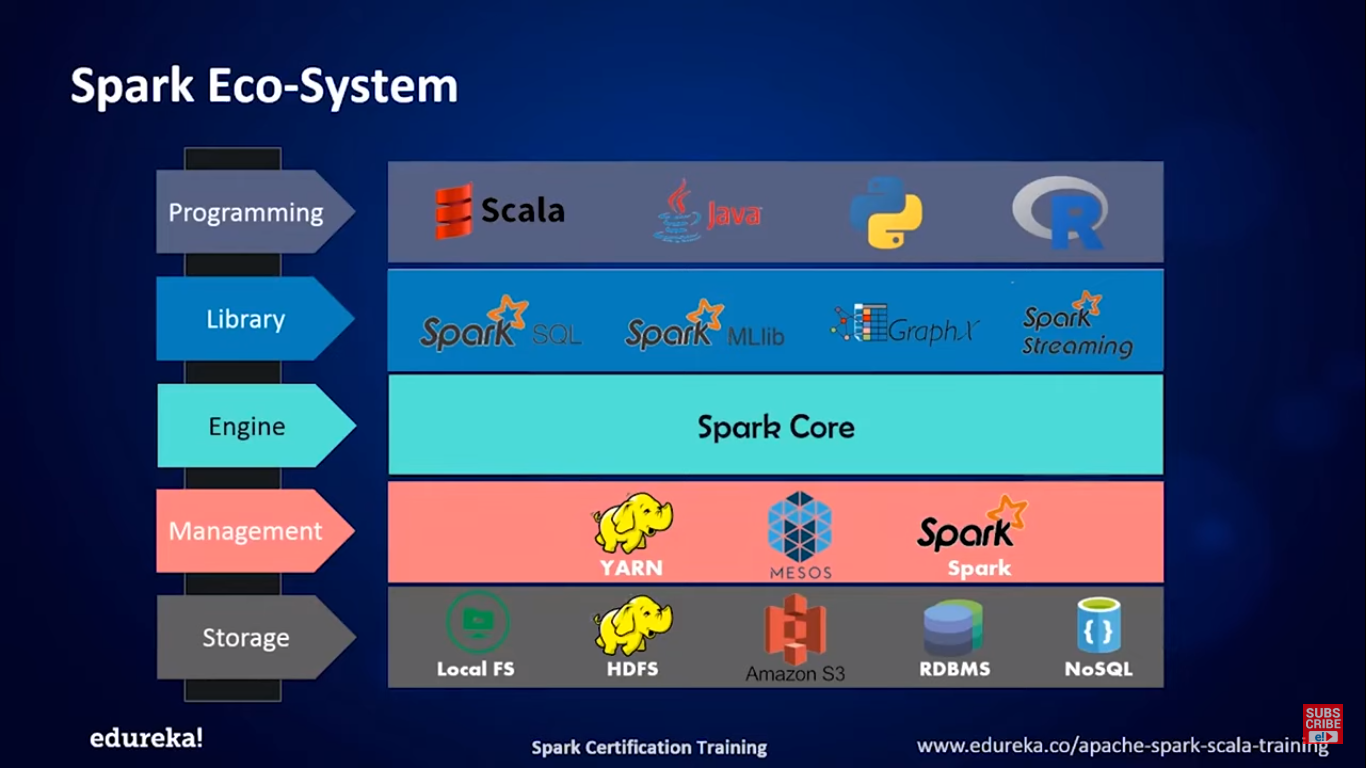 Spark Eco-System
Programming
Scala
Java
R
Library
Spark SQL
Spark MLlib
GraphX
Spark
Streaming
Engine
Spark Core
Management
YARN
MESOS
Spark
Spark
Storage
Local FS
HDFS
Amazon S3
RDBMS
{ }
NoSQL
edureka!
Spark Certification Training
www.edureka.co/apache-spark-scala-training
SUBS
CRIBE
e!